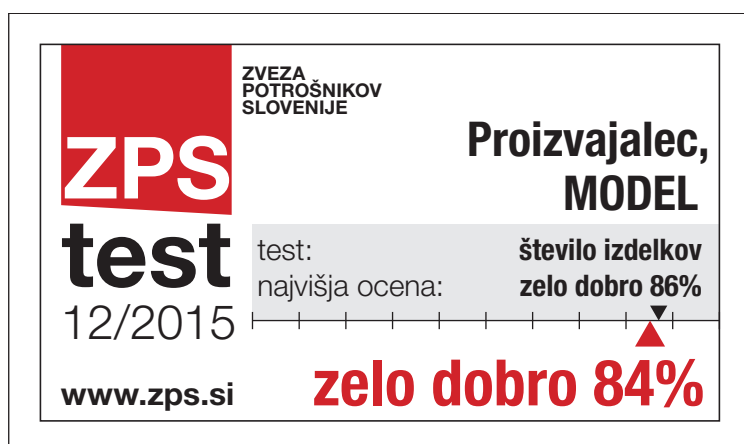 ZPS
ZVEZA
POTROŠNIKOV
SLOVENIJE
test
12/2015
www.zps.si
Proizvajalec,
MODEL
test: število izdelkov
najvišja ocena: zelo dobro 86%
zelo dobro 84%